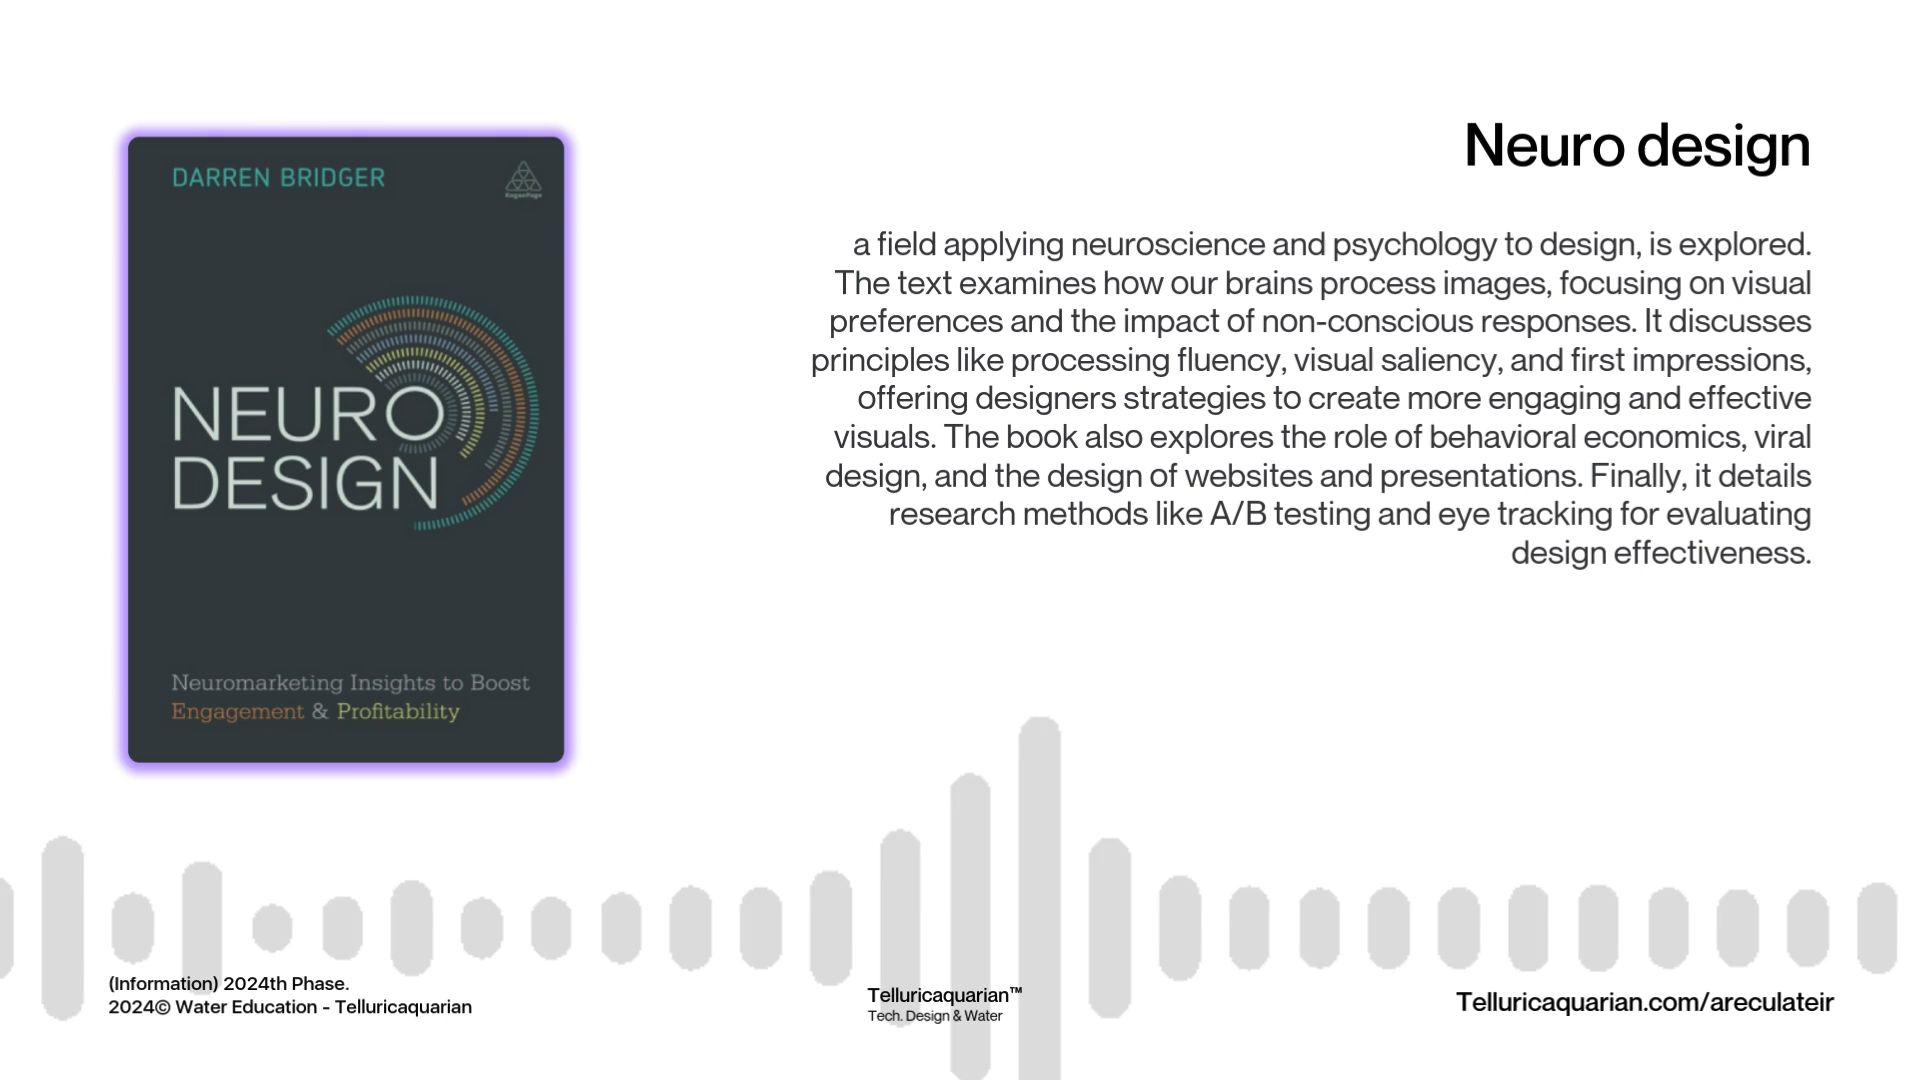 DARREN BRIDGER
KoganPage
NEURO
DESIGN
Neuromarketing Insights to Boost
Engagement & Profitability
Neuro design
a field applying neuroscience and psychology to design, is explored.
The text examines how our brains process images, focusing on visual
preferences and the impact of non-conscious responses. It discusses
principles like processing fluency, visual saliency, and first impressions,
offering designers strategies to create more engaging and effective
visuals. The book also explores the role of behavioral economics, viral
design, and the design of websites and presentations. Finally, it details
research methods like A/B testing and eye tracking for evaluating
design effectiveness.
(Information) 2024th Phase.
2024© Water Education - Telluricaquarian
Telluricaquarian™
Tech. Design & Water
Telluricaquarian.com/areculateir